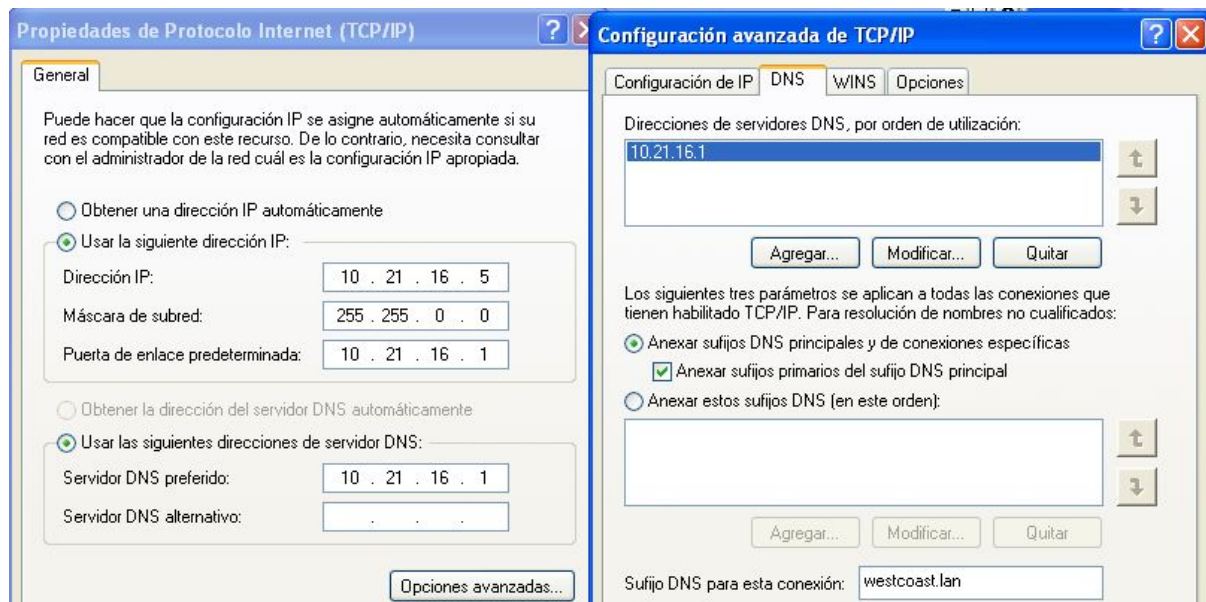 Propiedades de Protocolo Internet (TCP/IP)
General
Puede hacer que la configuración IP se asigne automáticamente si su
red es compatible con este recurso. De lo contrario, necesita consultar
con el administrador de la red cuál es la configuración IP apropiada.
Obtener una dirección IP automáticamente
Usar la siguiente dirección IP:
Dirección IP: 10 . 21 . 16 . 5
Máscara de subred: 255 . 255 . 0 . 0
Puerta de enlace predeterminada: 10 . 21 . 16 . 1
Obtener la dirección del servidor DNS automáticamente
Usar las siguientes direcciones de servidor DNS:
Servidor DNS preferido: 10 . 21 . 16 . 1
Servidor DNS alternativo: . . .
Opciones avanzadas...
Configuración avanzada de TCP/IP
Configuración de IP DNS WINS Opciones
Direcciones de servidores DNS, por orden de utilización:
10.21.16.1
Agregar... Modificar... Quitar
Los siguientes tres parámetros se aplican a todas las conexiones que
tienen habilitado TCP/IP. Para resolución de nombres no cualificados:
Anexar sufijos DNS principales y de conexiones específicas
Anexar sufijos primarios del sufijo DNS principal
Anexar estos sufijos DNS (en este orden):
Agregar... Modificar... Quitar
Sufijo DNS para esta conexión: westcoast.lan